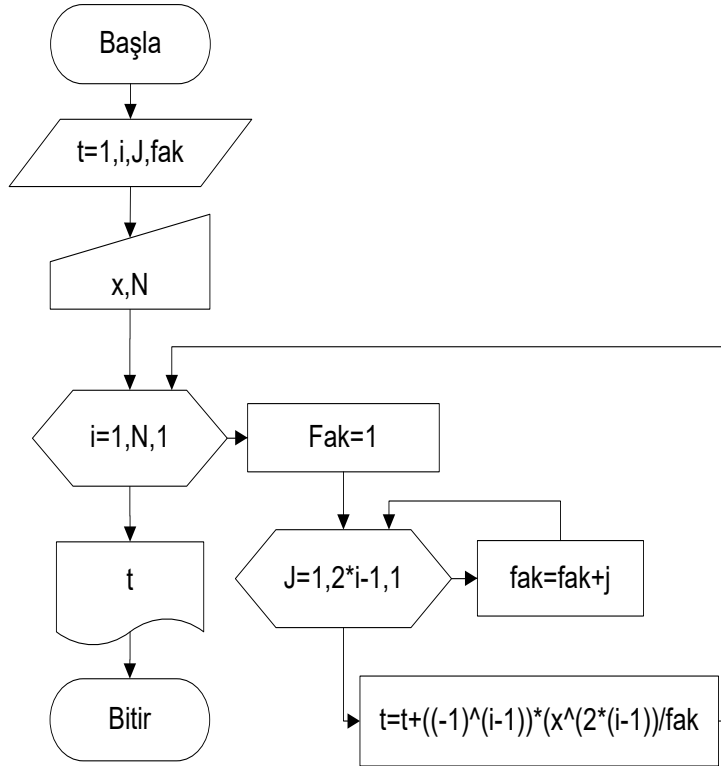 Başla
t=1,i,J,fak
x,N
i=1,N,1
Fak=1
t
J=1,2*i-1,1
fak=fak+j
Bitir
t=t+((-1)^(i-1))*(x^(2*(i-1))/fak